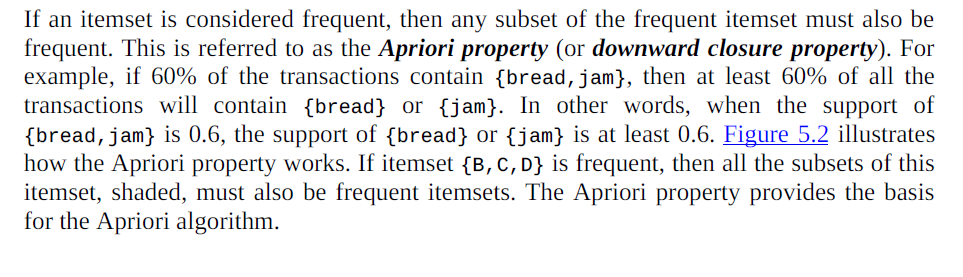 If an itemset is considered frequent, then any subset of the frequent itemset must also be
frequent. This is referred to as the Apriori property (or downward closure property). For
example, if 60% of the transactions contain {bread,jam}, then at least 60% of all the
transactions will contain {bread} or {jam}. In other words, when the support of
{bread,jam} is 0.6, the support of {bread} or {jam} is at least 0.6. Figure 5.2 illustrates
how the Apriori property works. If itemset {B,C,D} is frequent, then all the subsets of this
itemset, shaded, must also be frequent itemsets. The Apriori property provides the basis
for the Apriori algorithm.